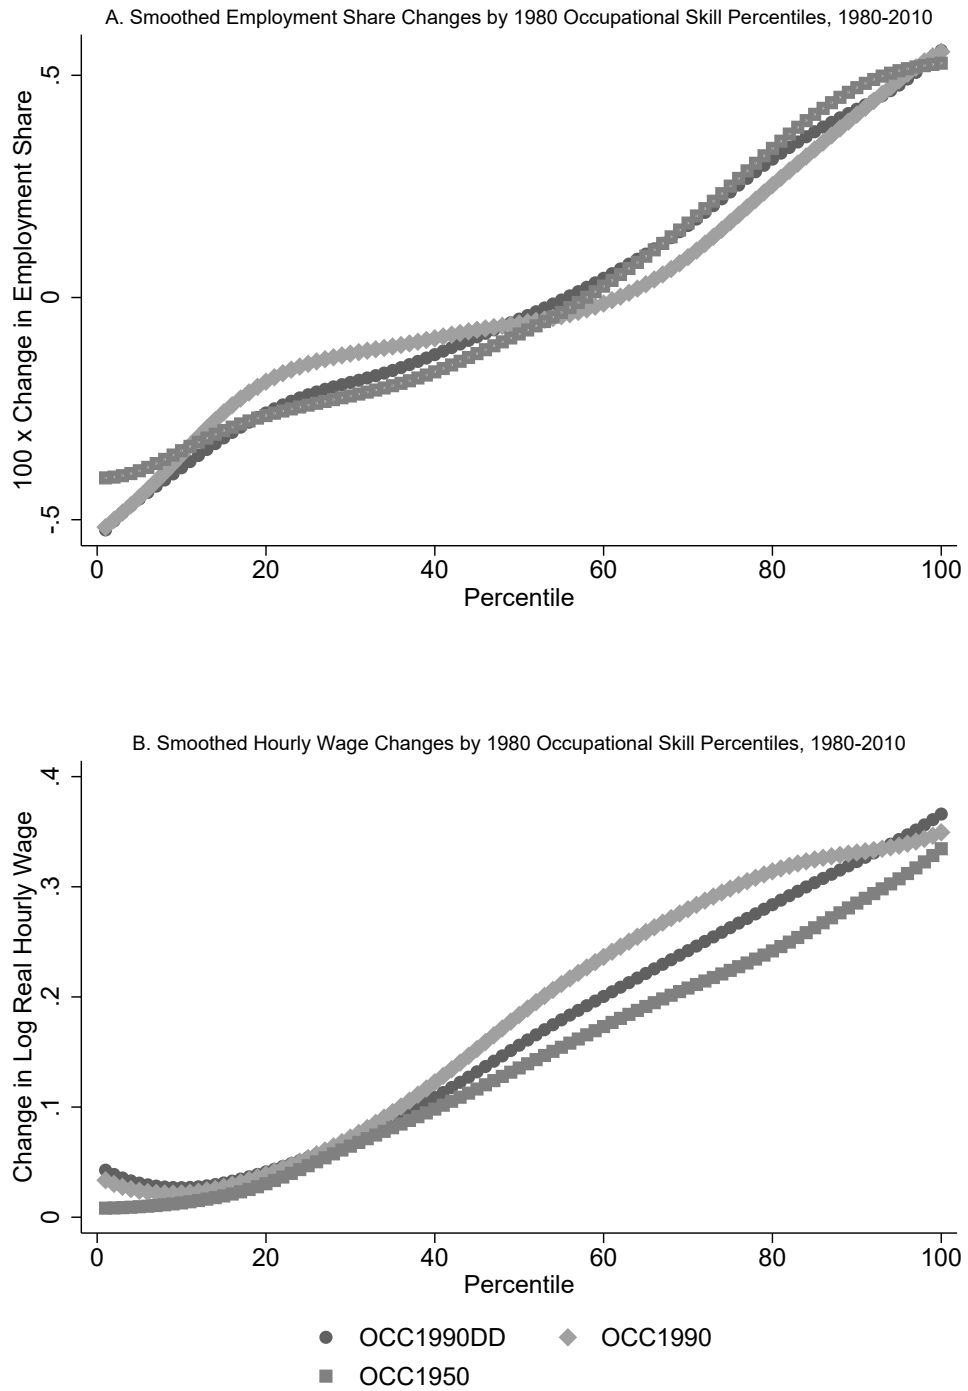 A. Smoothed Employment Share Changes by 1980 Occupational Skill Percentiles, 1980-2010
100 x Change in Employment Share
.5
0
-.5
0 20 40 60 80 100
Percentile
B. Smoothed Hourly Wage Changes by 1980 Occupational Skill Percentiles, 1980-2010
Change in Log Real Hourly Wage
.4
.3
.2
.1
0
0 20 40 60 80 100
Percentile
OCC1990DD OCC1990
OCC1950